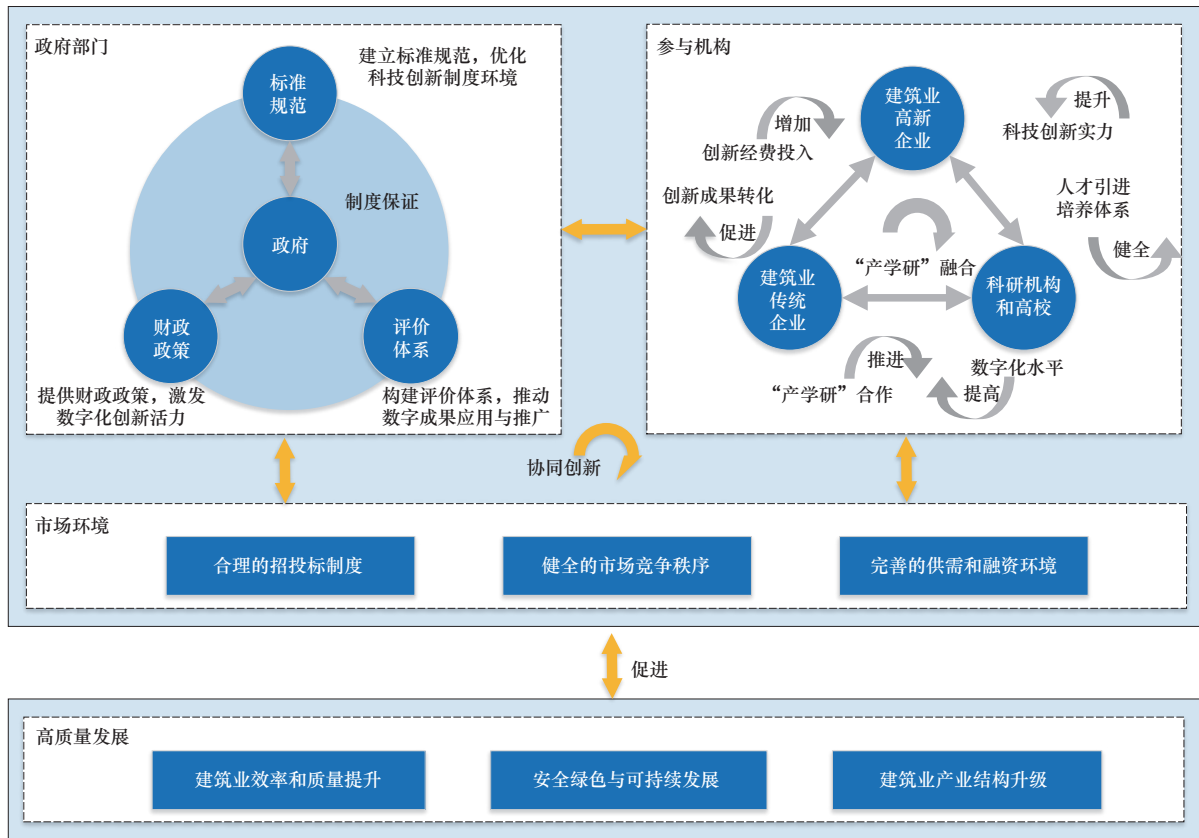 政府部门
建立标准规范，优化
科技创新制度环境
标准
规范
制度保证
政府
财政
政策
评价
体系
提供财政政策，激发
数字化创新活力
构建评价体系，推动
数字成果应用与推广
参与机构
建筑业
高新
企业
提升
科技创新实力
增加
创新经费投入
创新成果转化
促进
人才引进
培养体系
健全
“产学研”融合
建筑业
传统
企业
科研机构
和高校
推进
“产学研”合作
数字化水平
提高
协同创新
市场环境
合理的招投标制度
健全的市场竞争秩序
完善的供需和融资环境
促进
高质量发展
建筑业效率和质量提升
安全绿色与可持续发展
建筑业产业结构升级